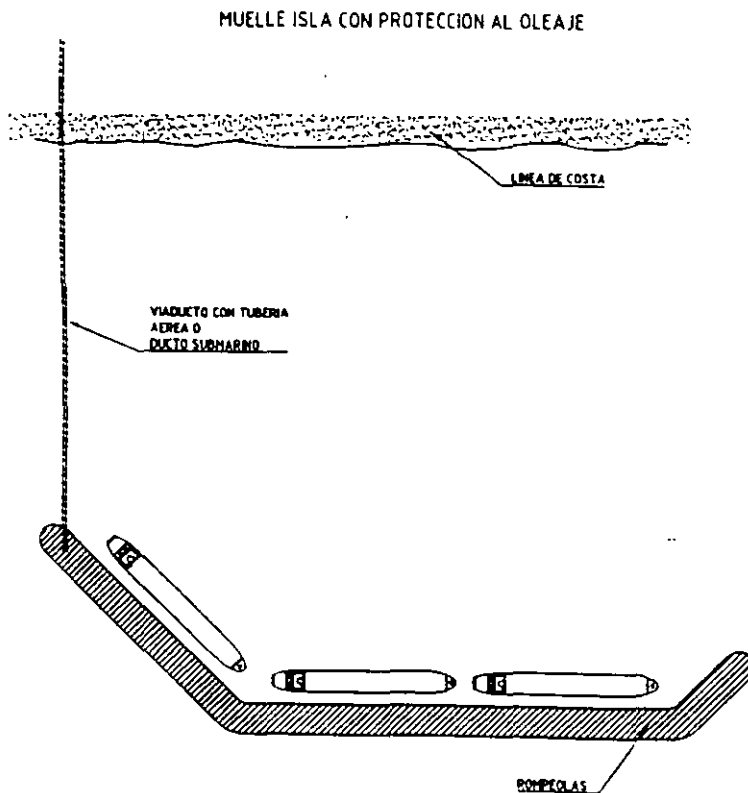 MUELLE ISLA CON PROTECCION AL OLEAJE
LINEA DE COSTA
VIADUCTO CON TUBERIA
AEREA O
DUCTO SUBMARINO
ROMPEOLAS